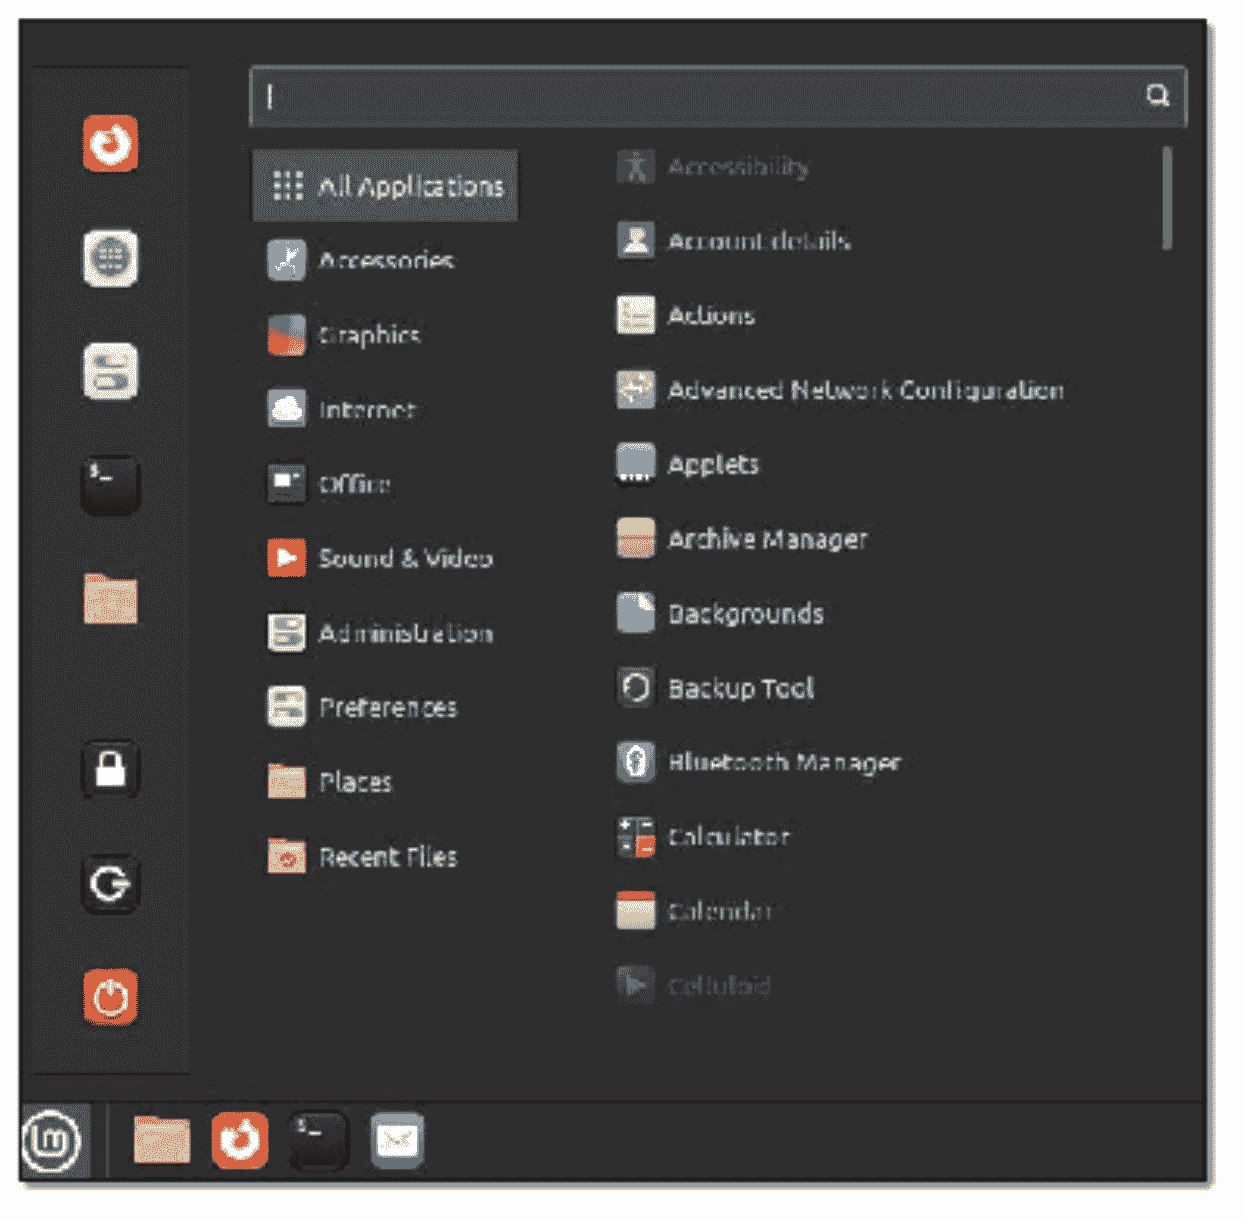 All Applications
Accessories
Graphics
Internet
Office
Sound & Video
Administration
Preferences
Places
Recent Files
Accessibility
Account details
Actions
Advanced Network Configuration
Applets
Archive Manager
Backgrounds
Backup Tool
Bluetooth Manager
Calculator
Calendar
Celluloid